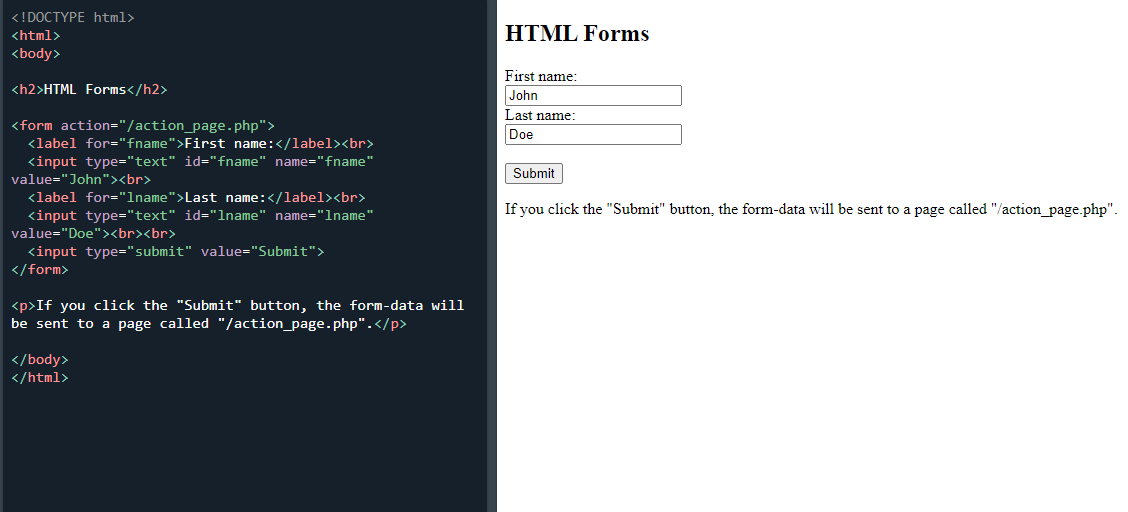 <!DOCTYPE html>
<html>
<body>
<h2>HTML Forms</h2>
<form action="/action_page.php">
  <label for="fname">First name:</label><br>
  <input type="text" id="fname" name="fname"
value="John"><br>
  <label for="lname">Last name:</label><br>
  <input type="text" id="lname" name="lname"
value="Doe"><br><br>
  <input type="submit" value="Submit">
</form>
<p>If you click the "Submit" button, the form-data will
be sent to a page called "/action_page.php".</p>
</body>
</html>
HTML Forms
First name:
John
Last name:
Doe
Submit
If you click the "Submit" button, the form-data will be sent to a page called "/action_page.php".